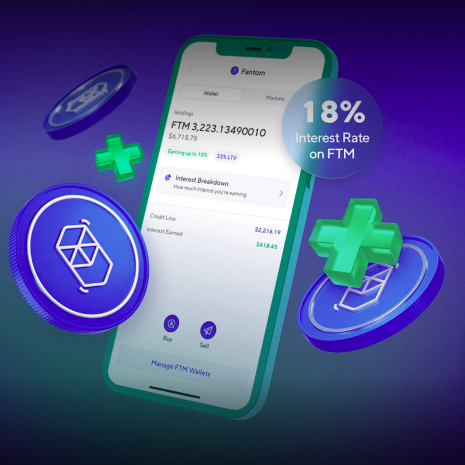 Fantom
Wallet
Markets
Holdings
FTM 3,223.13490010
$6,715.75
Earning up to 18%
33% LTV
Interest Breakdown
How much interest you're earning
Credit Line
$2,216.19
Interest Earned
$418.45
Buy
Sell
Manage FTM Wallets
18%
Interest Rate
on FTM